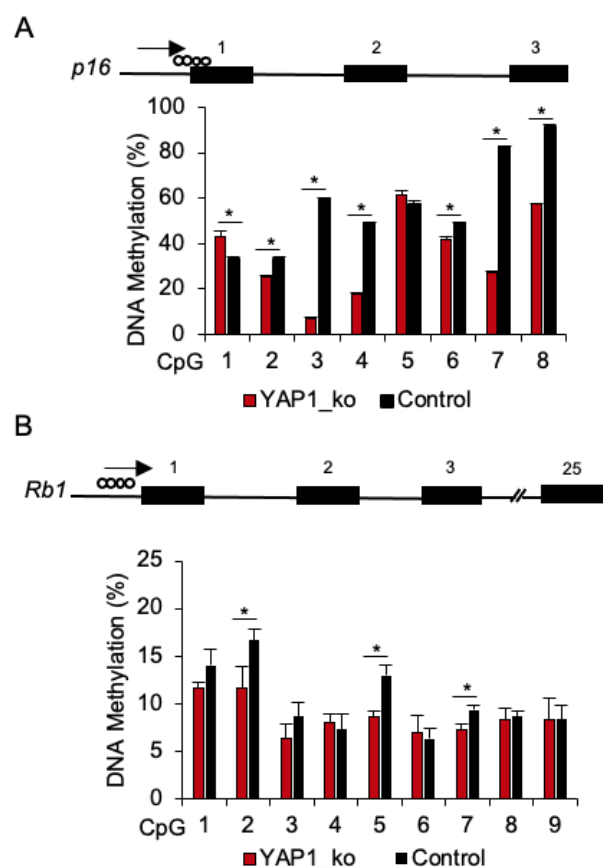 A
p16 1 2 3
DNA Methylation (%)
100
80
60
40
20
0
* * * * * * *
CpG 1 2 3 4 5 6 7 8
YAP1_ko Control
B
Rb1 1 2 3 25
DNA Methylation (%)
25
20
15
10
5
0
* * *
CpG 1 2 3 4 5 6 7 8 9
YAP1_ko Control